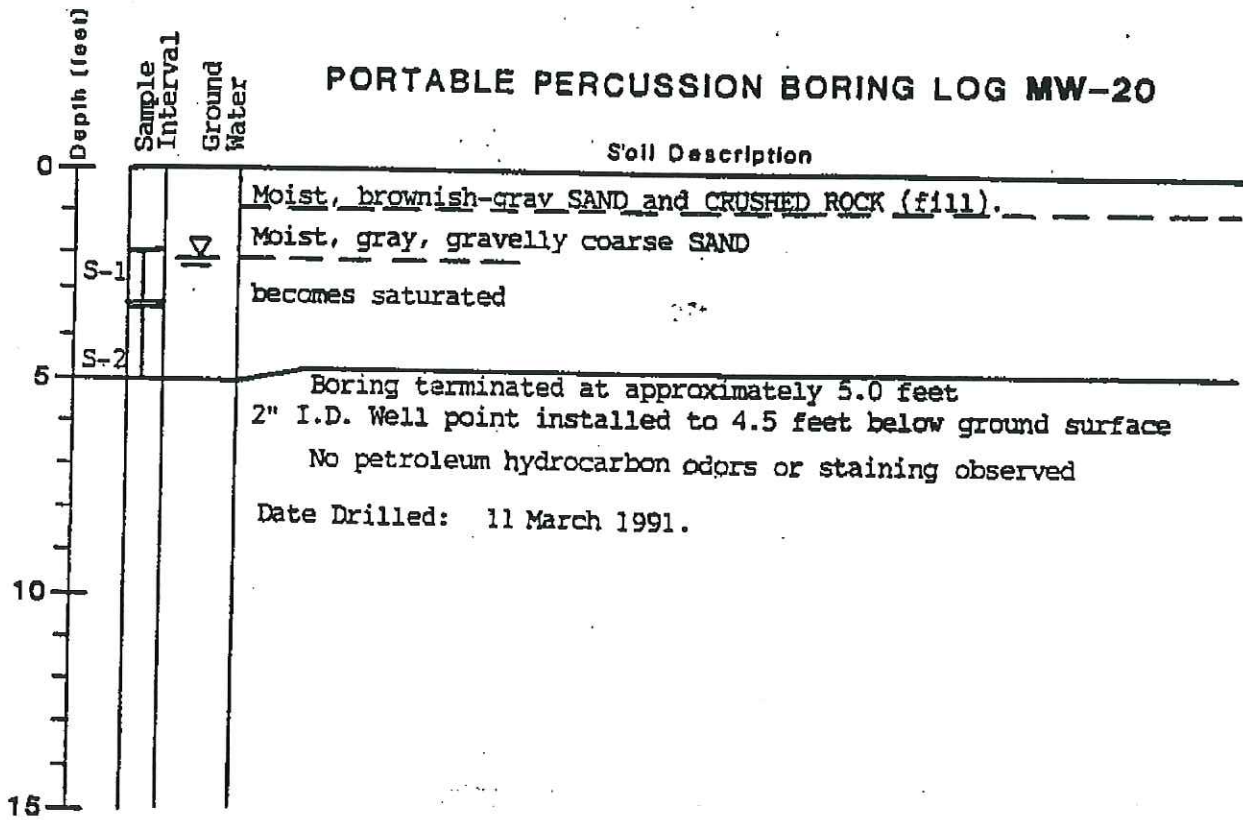 Depth (feet)
Sample Interval
Ground Water
PORTABLE PERCUSSION BORING LOG MW-20
Soil Description
0
Moist, brownish-gray SAND and CRUSHED ROCK (fill).
Moist, gray, gravelly coarse SAND
S-1
becomes saturated
S-2
5
Boring terminated at approximately 5.0 feet
2" I.D. Well point installed to 4.5 feet below ground surface
No petroleum hydrocarbon odors or staining observed
Date Drilled: 11 March 1991.
10
15